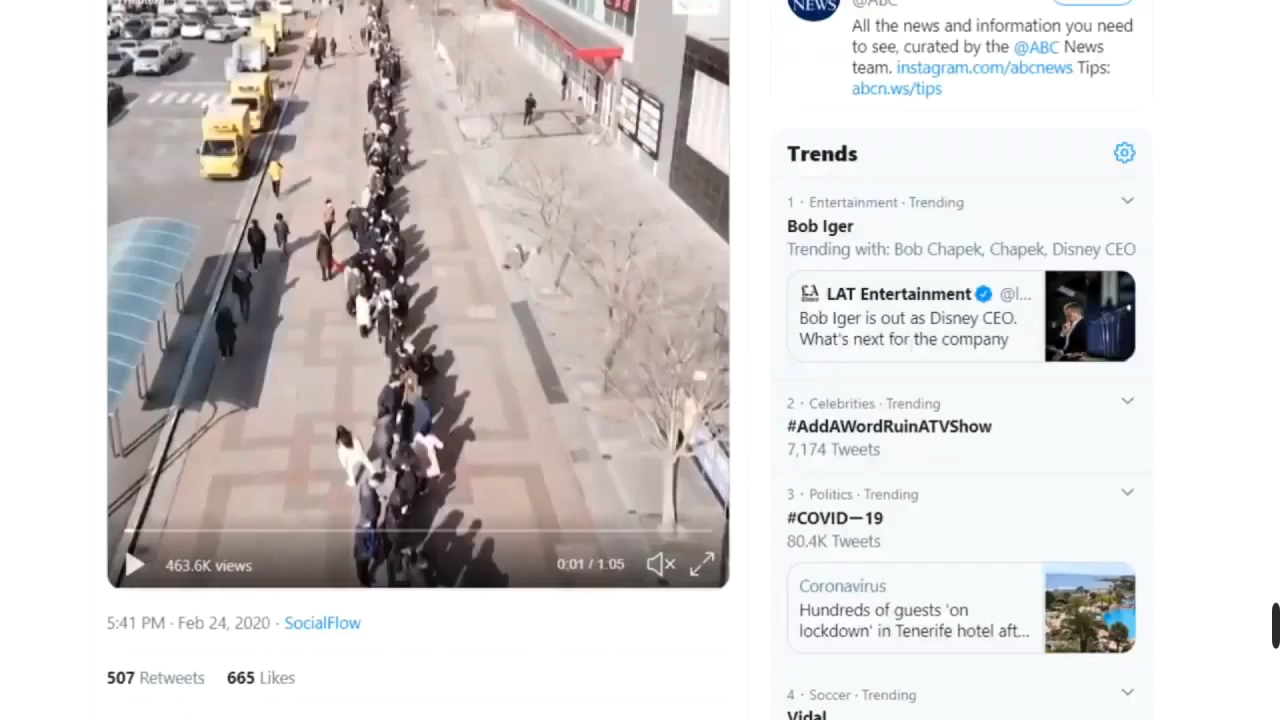 463.6K views
0:01 / 1:05
5:41 PM · Feb 24, 2020 · SocialFlow
507 Retweets 665 Likes
NEWS
@ABC
All the news and information you need
to see, curated by the @ABC News
team. instagram.com/abcnews Tips:
abcn.ws/tips
Trends
1 · Entertainment · Trending
Bob Iger
Trending with: Bob Chapek, Chapek, Disney CEO
LAT Entertainment @l...
Bob Iger is out as Disney CEO.
What's next for the company
2 · Celebrities · Trending
#AddAWordRuinATVShow
7,174 Tweets
3 · Politics · Trending
#COVID—19
80.4K Tweets
Coronavirus
Hundreds of guests 'on
lockdown' in Tenerife hotel aft...
4 · Soccer · Trending
Vidal